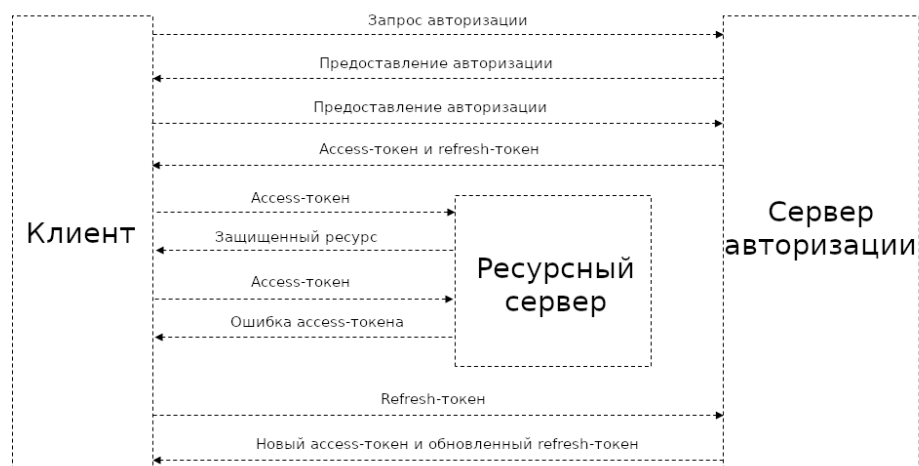 Запрос авторизации
Предоставление авторизации
Предоставление авторизации
Access-токен и refresh-токен
Клиент
Access-токен
Защищенный ресурс
Access-токен
Ошибка access-токена
Ресурсный
сервер
Сервер
авторизации
Refresh-токен
Новый access-токен и обновленный refresh-токен